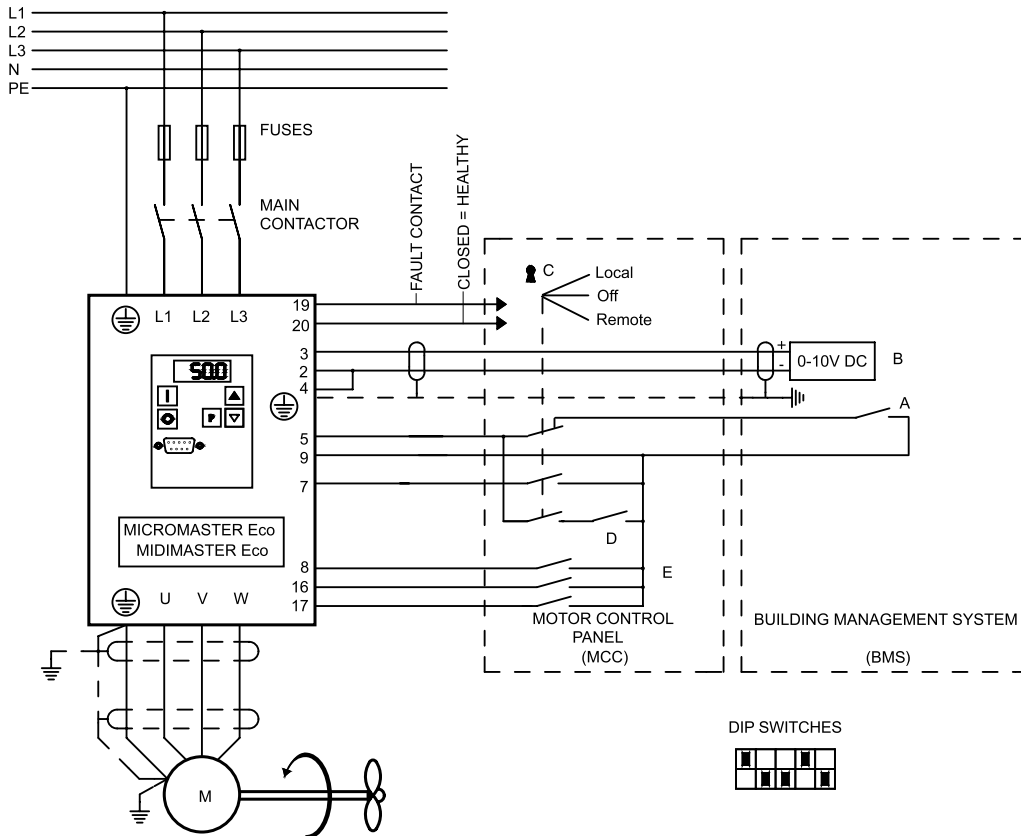 L1
L2
L3
N
PE
FUSES
MAIN
CONTACTOR
FAULT CONTACT
CLOSED = HEALTHY
C
Local
Off
Remote
L1 L2 L3
19
20
3
2
4
+
-
0-10V DC
B
50.0
I
P
A
5
9
7
D
MICROMASTER Eco
MIDIMASTER Eco
8
16
17
E
U V W
MOTOR CONTROL
PANEL
(MCC)
BUILDING MANAGEMENT SYSTEM
(BMS)
DIP SWITCHES
M